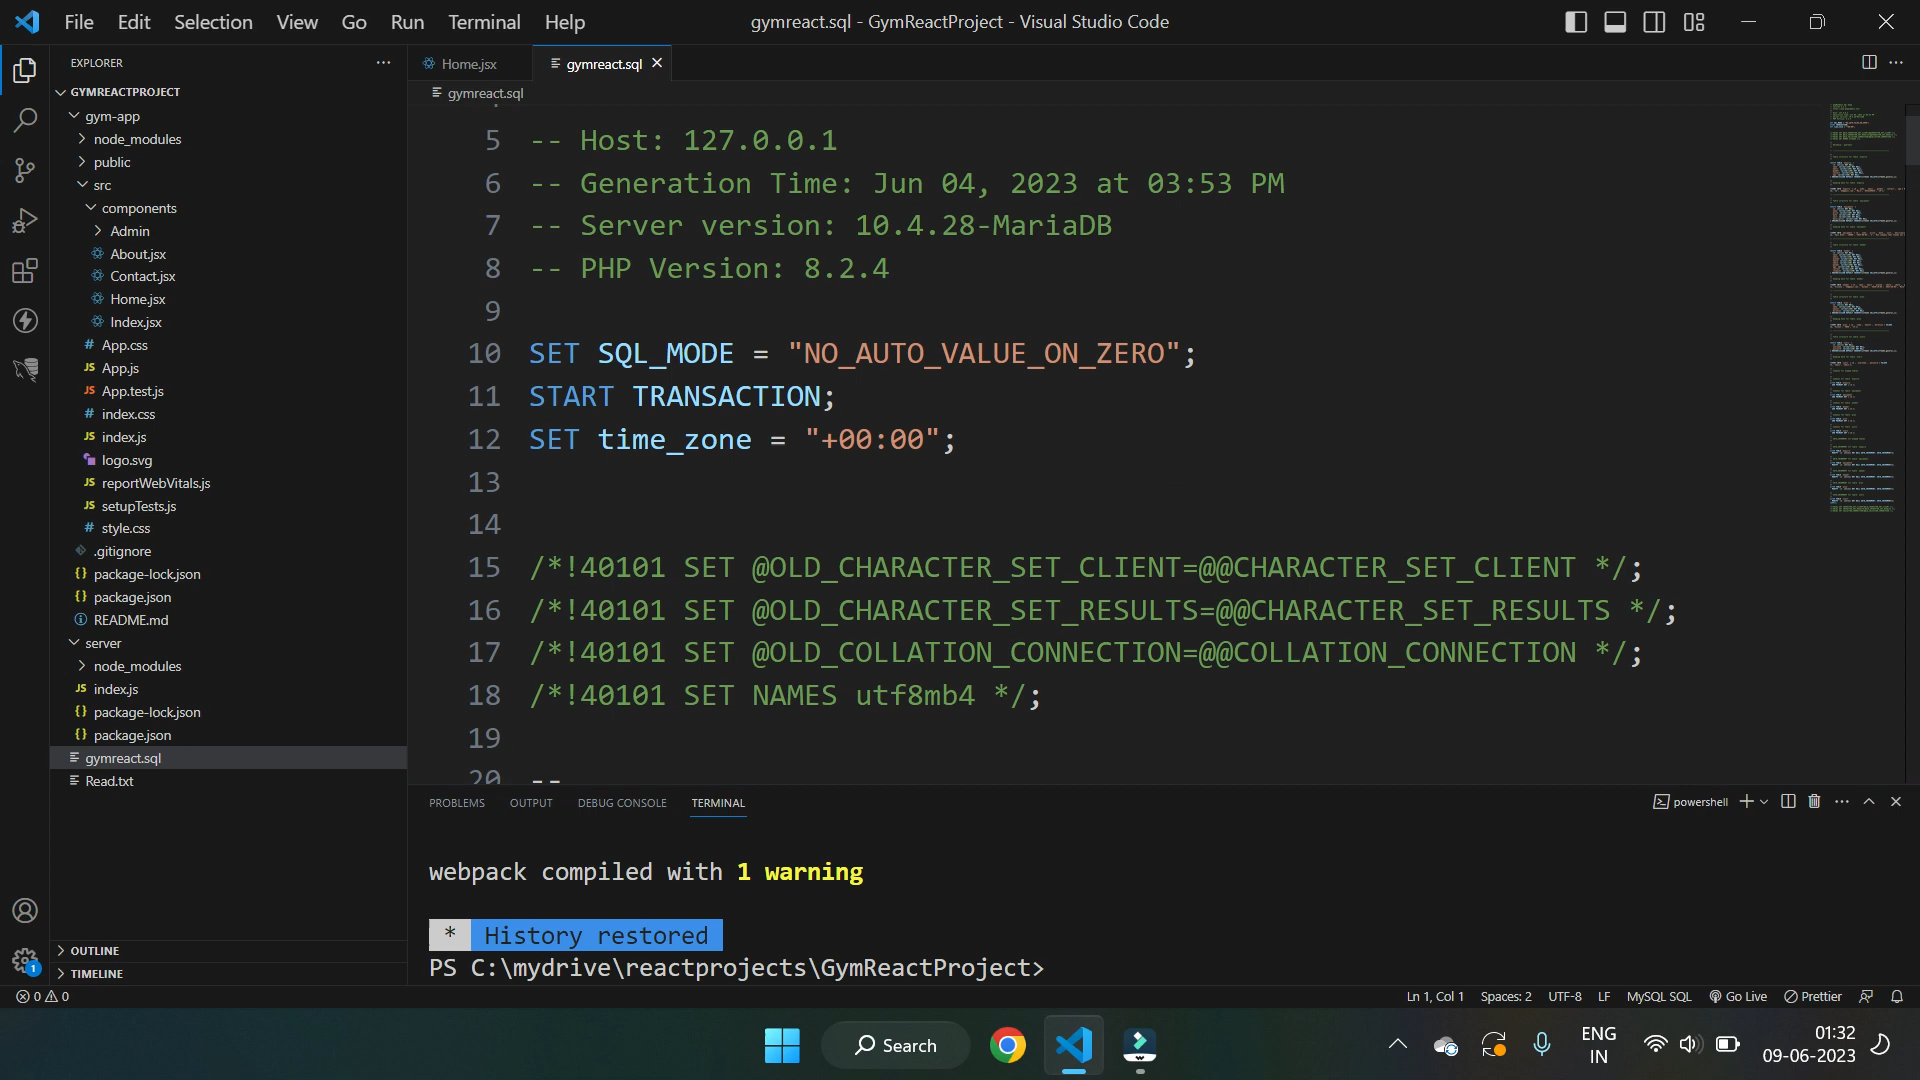 File Edit Selection View Go Run Terminal Help
gymreact.sql - GymReactProject - Visual Studio Code
EXPLORER
GYMREACTPROJECT
gym-app
node_modules
public
src
components
Admin
About.jsx
Contact.jsx
Home.jsx
Index.jsx
# App.css
JS App.js
JS App.test.js
# index.css
JS index.js
logo.svg
JS reportWebVitals.js
JS setupTests.js
# style.css
.gitignore
{} package-lock.json
{} package.json
README.md
server
node_modules
JS index.js
{} package-lock.json
{} package.json
gymreact.sql
Read.txt
OUTLINE
TIMELINE
1
Home.jsx
gymreact.sql
gymreact.sql
5 -- Host: 127.0.0.1
6 -- Generation Time: Jun 04, 2023 at 03:53 PM
7 -- Server version: 10.4.28-MariaDB
8 -- PHP Version: 8.2.4
9
10 SET SQL_MODE = "NO_AUTO_VALUE_ON_ZERO";
11 START TRANSACTION;
12 SET time_zone = "+00:00";
13
14
15 /*!40101 SET @OLD_CHARACTER_SET_CLIENT=@@CHARACTER_SET_CLIENT */;
16 /*!40101 SET @OLD_CHARACTER_SET_RESULTS=@@CHARACTER_SET_RESULTS */;
17 /*!40101 SET @OLD_COLLATION_CONNECTION=@@COLLATION_CONNECTION */;
18 /*!40101 SET NAMES utf8mb4 */;
19
20 --
PROBLEMS OUTPUT DEBUG CONSOLE TERMINAL
powershell
webpack compiled with 1 warning
* History restored
PS C:\mydrive\reactprojects\GymReactProject>
0 0
Ln 1, Col 1 Spaces: 2 UTF-8 LF MySQL SQL Go Live Prettier
Search
ENG
IN
01:32
09-06-2023